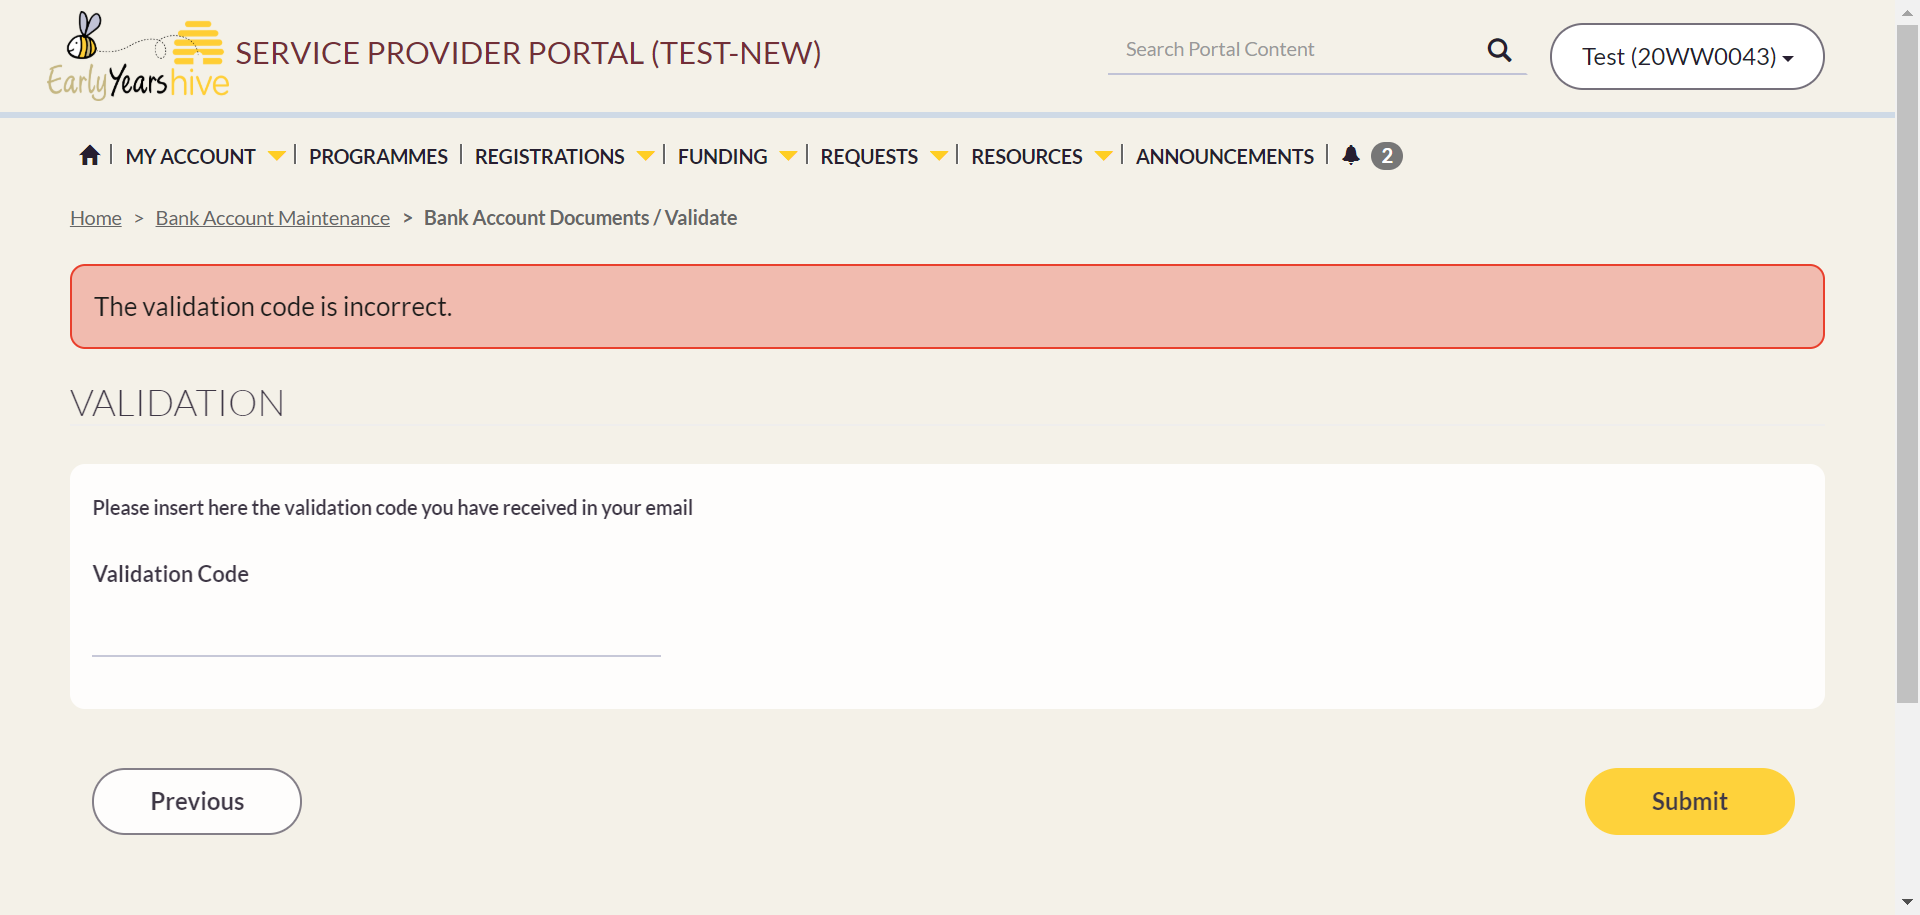 Early Years hive
SERVICE PROVIDER PORTAL (TEST-NEW)
Search Portal Content
Test (20WW0043)
MY ACCOUNT
PROGRAMMES
REGISTRATIONS
FUNDING
REQUESTS
RESOURCES
ANNOUNCEMENTS
2
Home > Bank Account Maintenance > Bank Account Documents / Validate
The validation code is incorrect.
VALIDATION
Please insert here the validation code you have received in your email
Validation Code
Previous
Submit